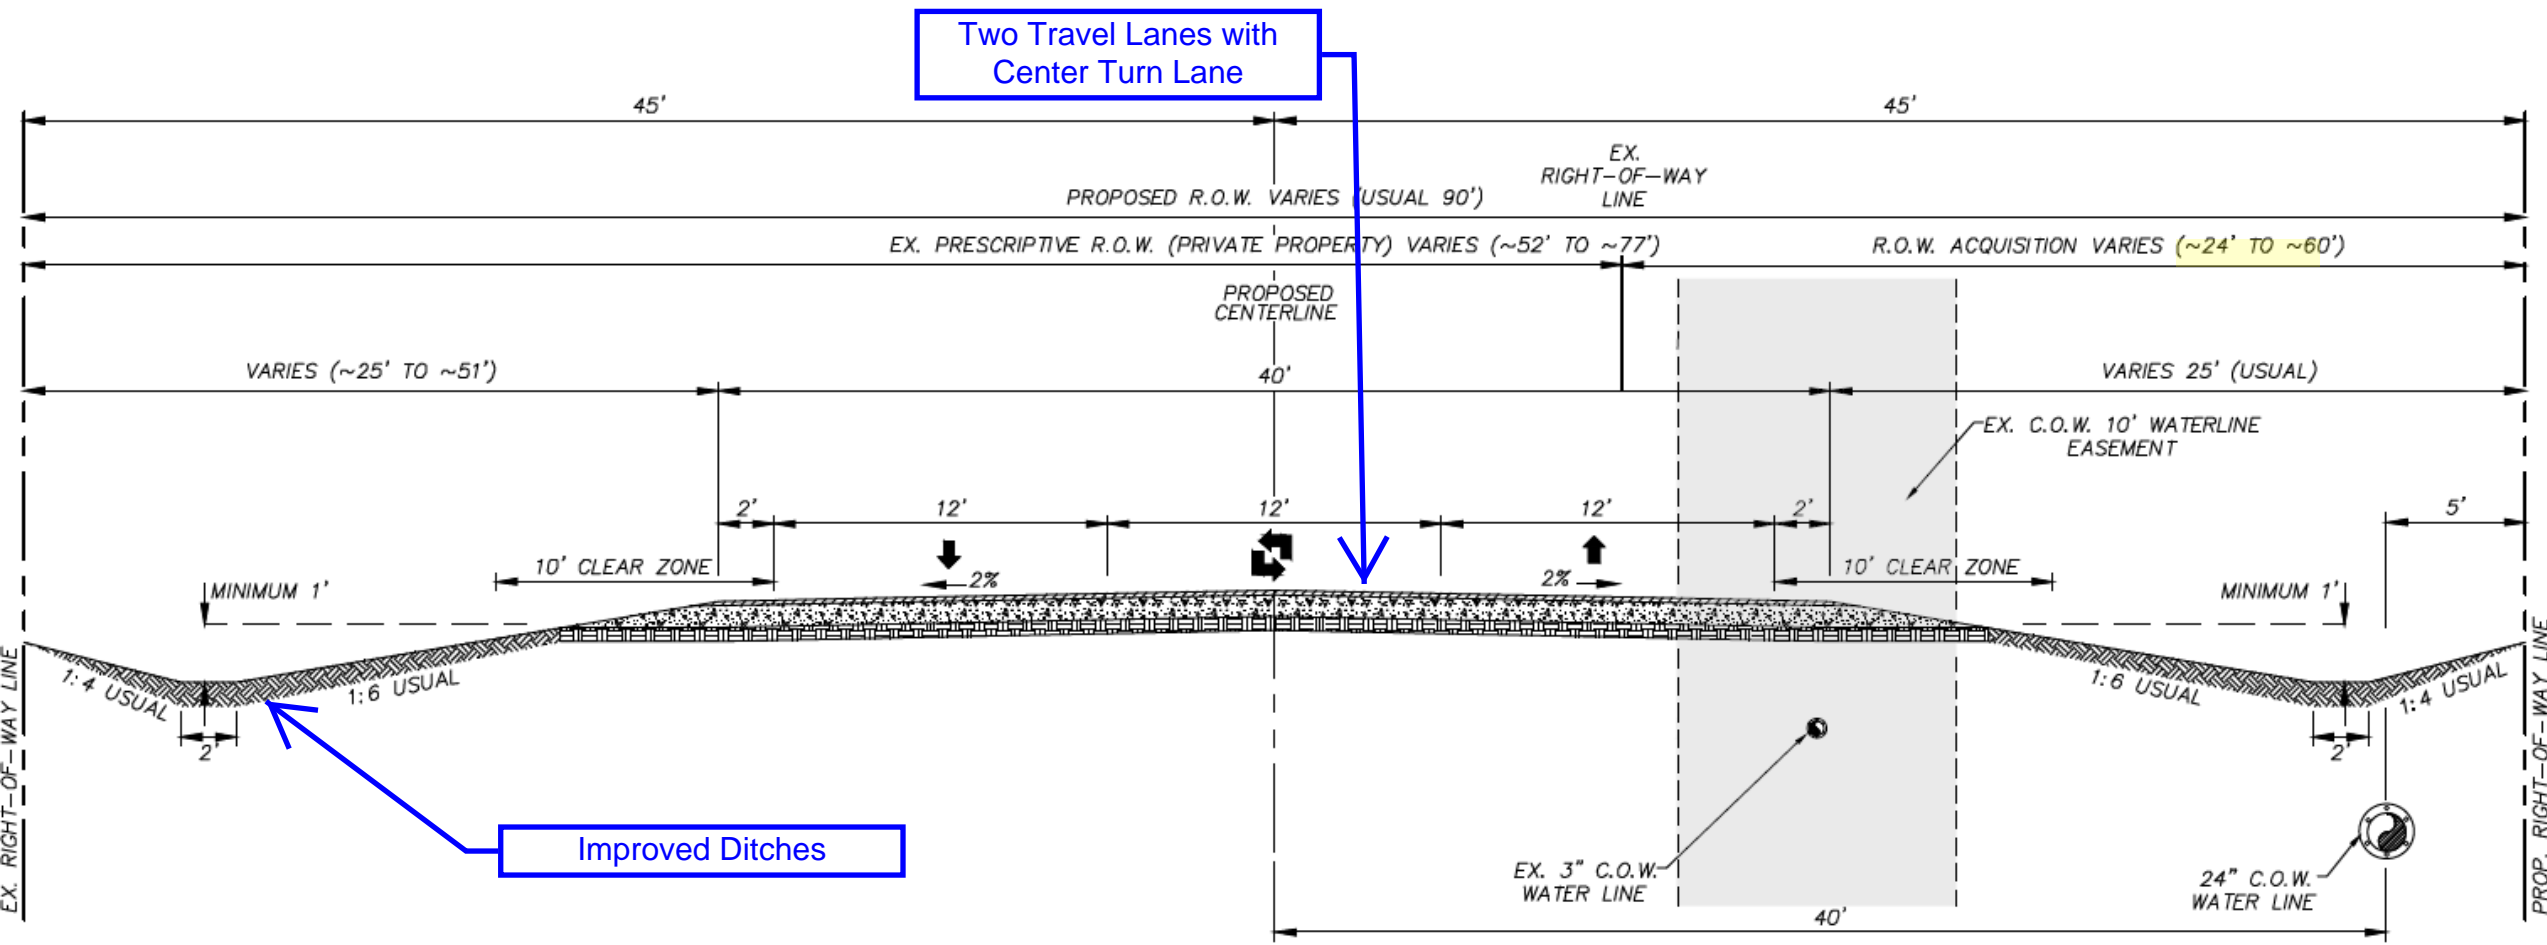 Two Travel Lanes with
Center Turn Lane
45'
45'
EX.
RIGHT-OF-WAY
LINE
PROPOSED R.O.W. VARIES (USUAL 90')
EX. PRESCRIPTIVE R.O.W. (PRIVATE PROPERTY) VARIES (~52' TO ~77')
R.O.W. ACQUISITION VARIES (~24' TO ~60')
PROPOSED
CENTERLINE
VARIES (~25' TO ~51')
40'
VARIES 25' (USUAL)
EX. C.O.W. 10' WATERLINE
EASEMENT
2'
12'
12'
12'
2'
5'
10' CLEAR ZONE
10' CLEAR ZONE
2%
2%
MINIMUM 1'
MINIMUM 1'
1:4 USUAL
1:6 USUAL
1:6 USUAL
1:4 USUAL
2'
2'
EX. RIGHT-OF-WAY LINE
PROP. RIGHT-OF-WAY LINE
Improved Ditches
EX. 3" C.O.W.
WATER LINE
24" C.O.W.
WATER LINE
40'